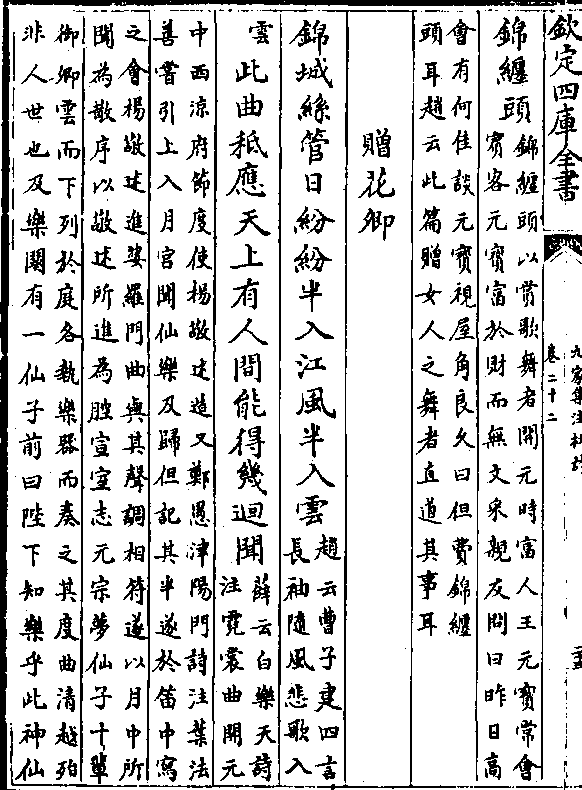 欽定四庫全書
九家集注杜詩
卷二十二
錦纏頭
錦纏頭以賞歌舞者開元時富人王元寶常會
賓客元寶富於財而無文采親友問曰昨日高
會有何佳談元寶視屋角良久曰但費錦纏
頭耳趙云此篇贈女人之舞者直道其事耳
贈花卿
錦城絲管日紛紛半入江風半入雲
趙云曹子建四言
長袖隨風悲歌入
雲
此曲秪應天上有人間能得幾迴聞
薛云白樂天詩
注霓裳曲開元
中西涼府節度使楊敬述造又鄭愚津陽門詩注葉法
善嘗引上入月宫聞仙樂及歸但記其半遂於笛中寫
之會楊敬述進婆羅門曲與其聲調相符遂以月中所
聞為散序以敬述所進為腔宣室志元宗夢仙子十輩
御卿雲而下列於庭各執樂器而奏之其度曲清越殆
非人世也及樂闋有一仙子前曰陛下知樂乎此神仙